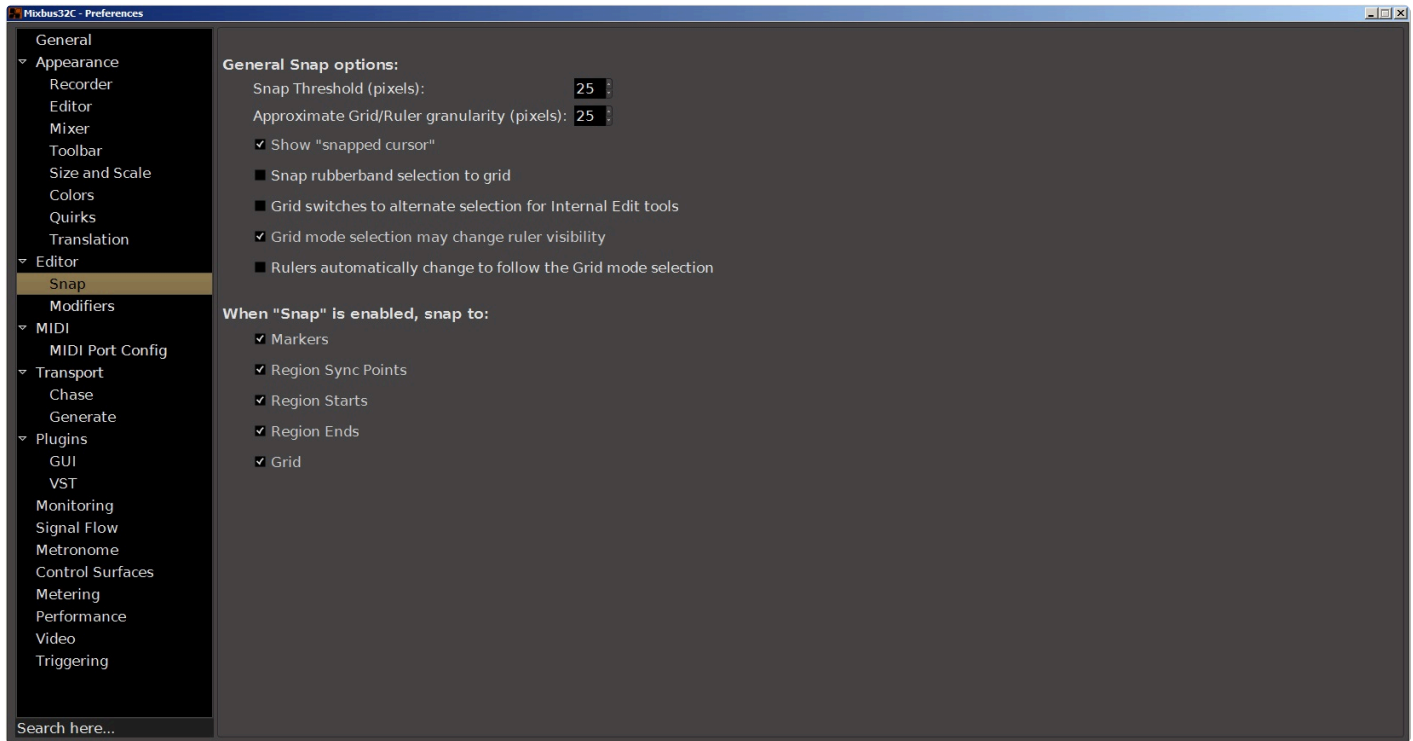 Mixbus32C - Preferences
General
Appearance
Recorder
Editor
Mixer
Toolbar
Size and Scale
Colors
Quirks
Translation
Editor
Snap
Modifiers
MIDI
MIDI Port Config
Transport
Chase
Generate
Plugins
GUI
VST
Monitoring
Signal Flow
Metronome
Control Surfaces
Metering
Performance
Video
Triggering
Search here...
General Snap options:
Snap Threshold (pixels): 25
Approximate Grid/Ruler granularity (pixels): 25
Show "snapped cursor"
Snap rubberband selection to grid
Grid switches to alternate selection for Internal Edit tools
Grid mode selection may change ruler visibility
Rulers automatically change to follow the Grid mode selection
When "Snap" is enabled, snap to:
Markers
Region Sync Points
Region Starts
Region Ends
Grid